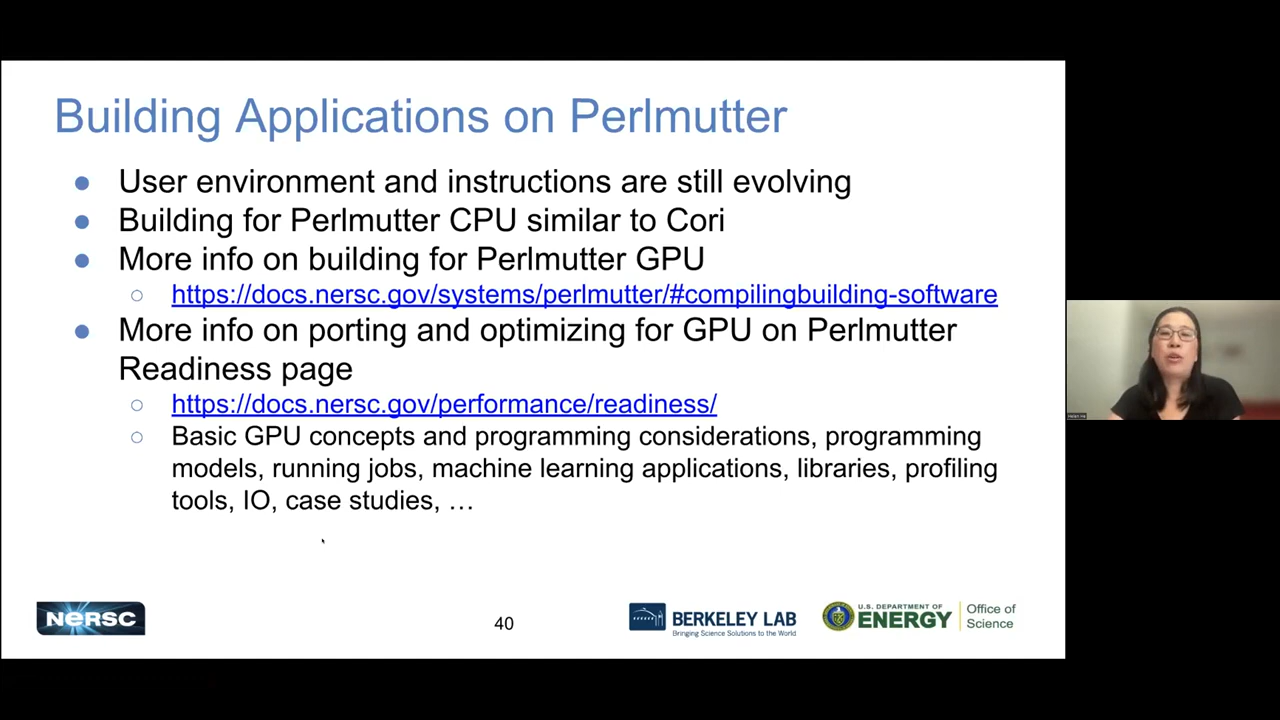 Building Applications on Perlmutter
● User environment and instructions are still evolving
● Building for Perlmutter CPU similar to Cori
● More info on building for Perlmutter GPU
○ https://docs.nersc.gov/systems/perlmutter/#compilingbuilding-software
● More info on porting and optimizing for GPU on Perlmutter
Readiness page
○ https://docs.nersc.gov/performance/readiness/
○ Basic GPU concepts and programming considerations, programming
models, running jobs, machine learning applications, libraries, profiling
tools, IO, case studies, …
NERSC
40
BERKELEY LAB
Bringing Science Solutions to the World
U.S. DEPARTMENT OF
ENERGY
Office of
Science